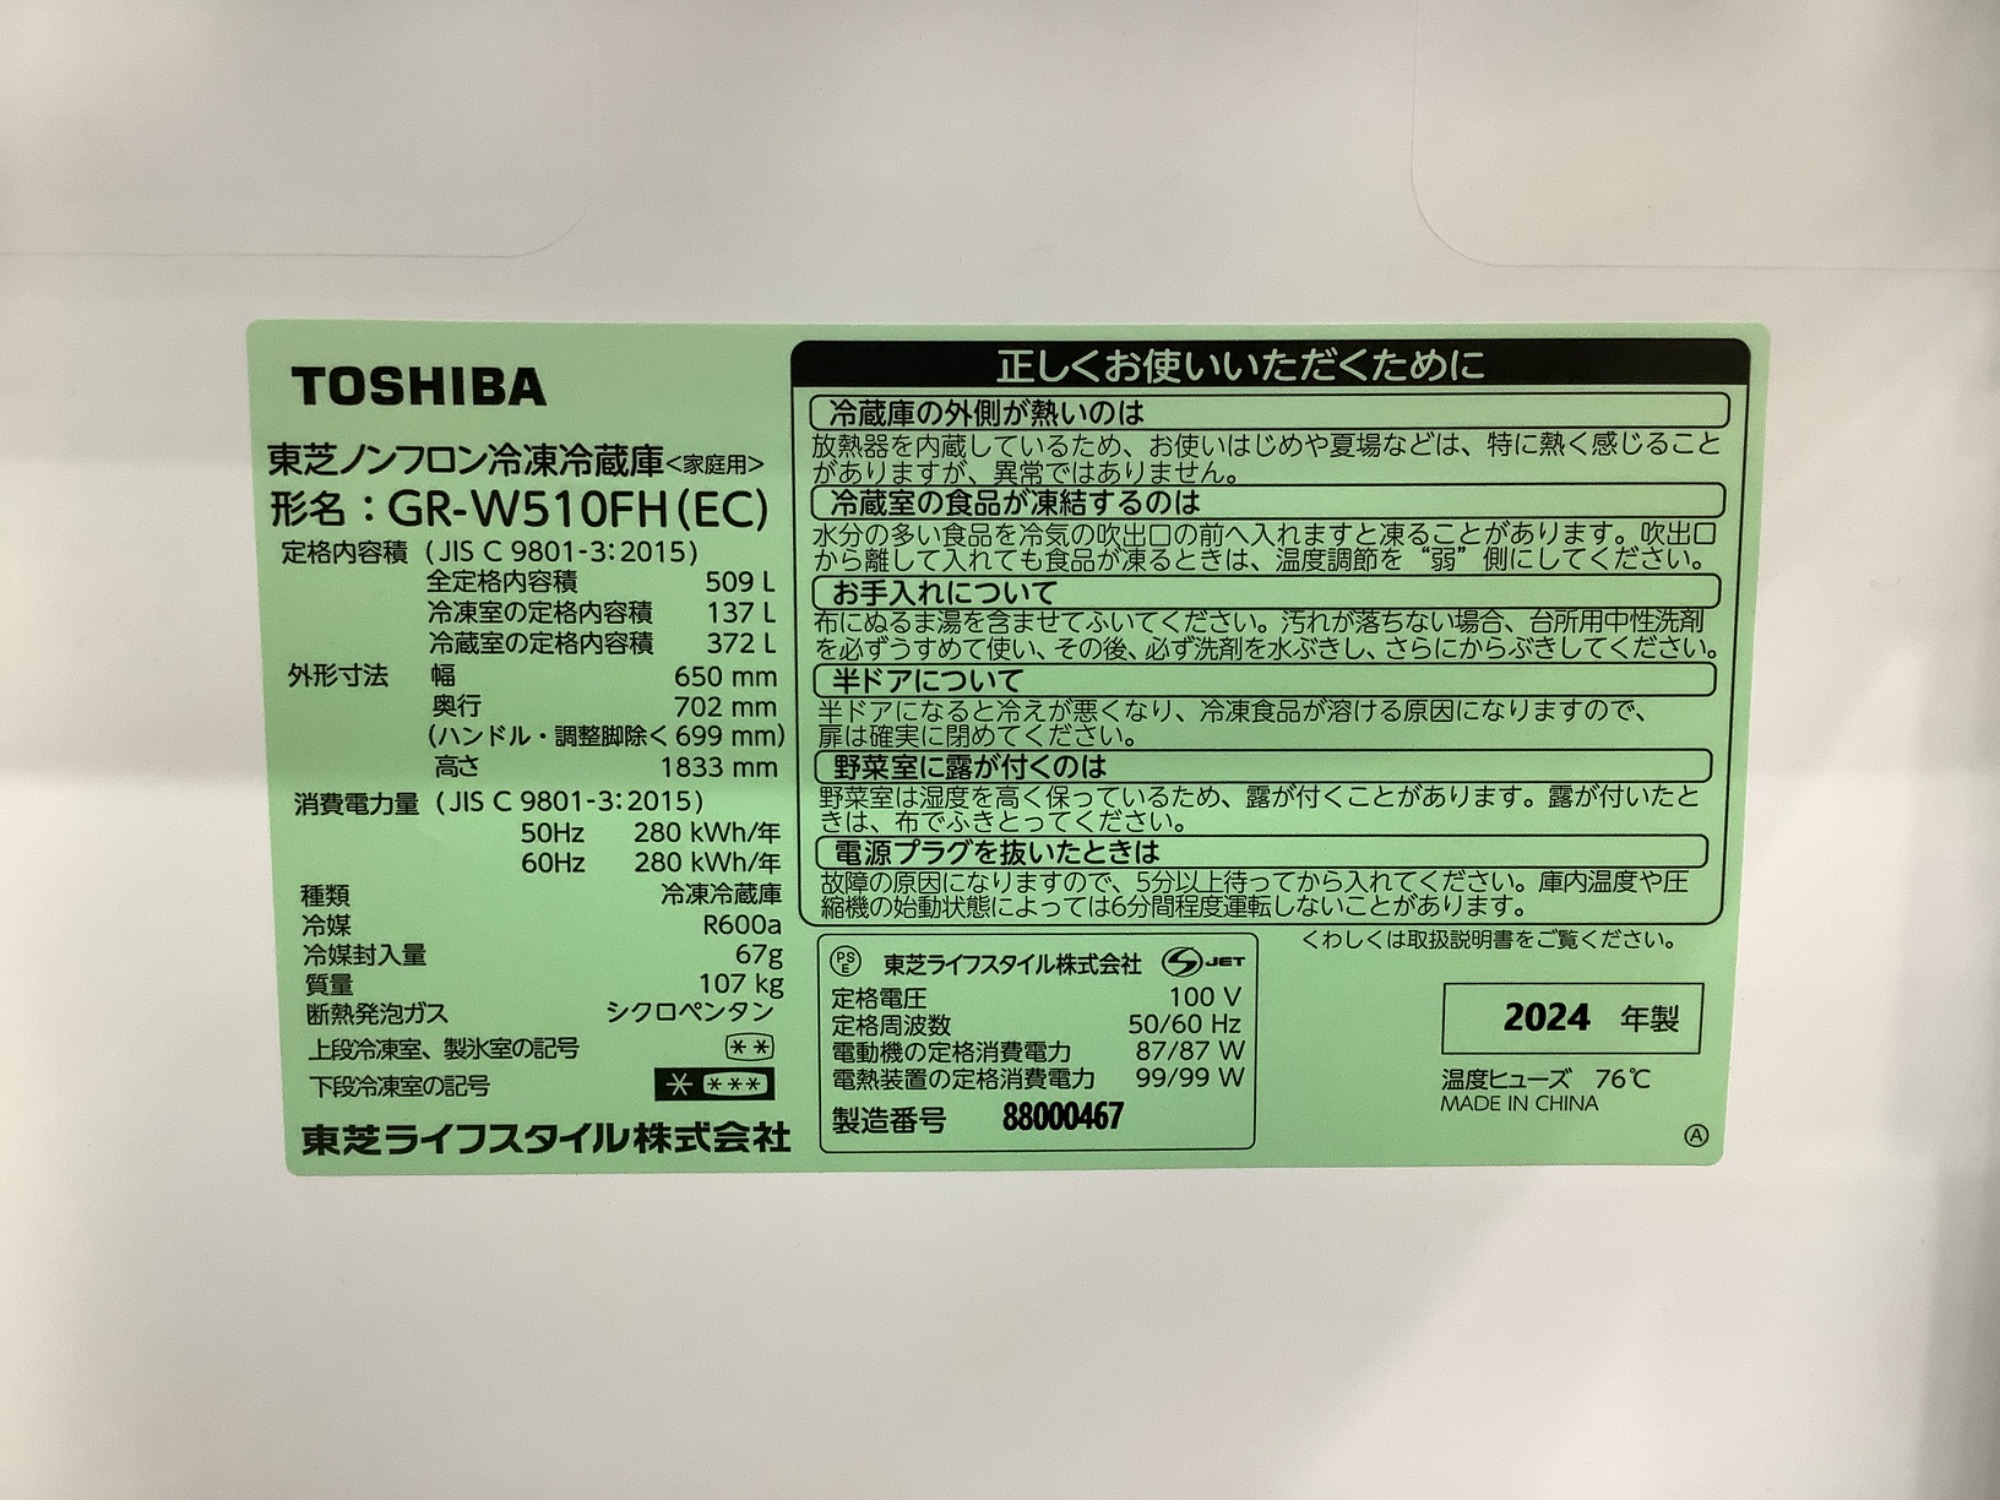 TOSHIBA
東芝ノンフロン冷凍冷蔵庫<家庭用>
形名：GR-W510FH(EC)
定格内容積 (JIS C 9801-3:2015)
全定格内容積 509 L
冷凍室の定格内容積 137 L
冷蔵室の定格内容積 372 L
外形寸法 幅 650 mm
奥行 702 mm
(ハンドル・調整脚除く 699 mm)
高さ 1833 mm
消費電力量 (JIS C 9801-3:2015)
50Hz 280 kWh/年
60Hz 280 kWh/年
種類 冷凍冷蔵庫
冷媒 R600a
冷媒封入量 67g
質量 107 kg
断熱発泡ガス シクロペンタン
上段冷凍室、製氷室の記号 **
下段冷凍室の記号 * ***
東芝ライフスタイル株式会社
正しくお使いいただくために
冷蔵庫の外側が熱いのは
放熱器を内蔵しているため、お使いはじめや夏場などは、特に熱く感じること
がありますが、異常ではありません。
冷蔵室の食品が凍結するのは
水分の多い食品を冷気の吹出口の前へ入れますと凍ることがあります。吹出口
から離して入れても食品が凍るときは、温度調節を“弱”側にしてください。
お手入れについて
布にぬるま湯を含ませてふいてください。汚れが落ちない場合、台所用中性洗剤
を必ずうすめて使い、その後、必ず洗剤を水ぶきし、さらにからぶきしてください。
半ドアについて
半ドアになると冷えが悪くなり、冷凍食品が溶ける原因になりますので、
扉は確実に閉めてください。
野菜室に露が付くのは
野菜室は湿度を高く保っているため、露が付くことがあります。露が付いたと
きは、布でふきとってください。
電源プラグを抜いたときは
故障の原因になりますので、5分以上待ってから入れてください。庫内温度や圧
縮機の始動状態によっては6分間程度運転しないことがあります。
くわしくは取扱説明書をご覧ください。
PSE 東芝ライフスタイル株式会社 S JET
定格電圧 100 V
定格周波数 50/60 Hz
電動機の定格消費電力 87/87 W
電熱装置の定格消費電力 99/99 W
製造番号 88000467
2024 年製
温度ヒューズ 76℃
MADE IN CHINA
Ⓐ